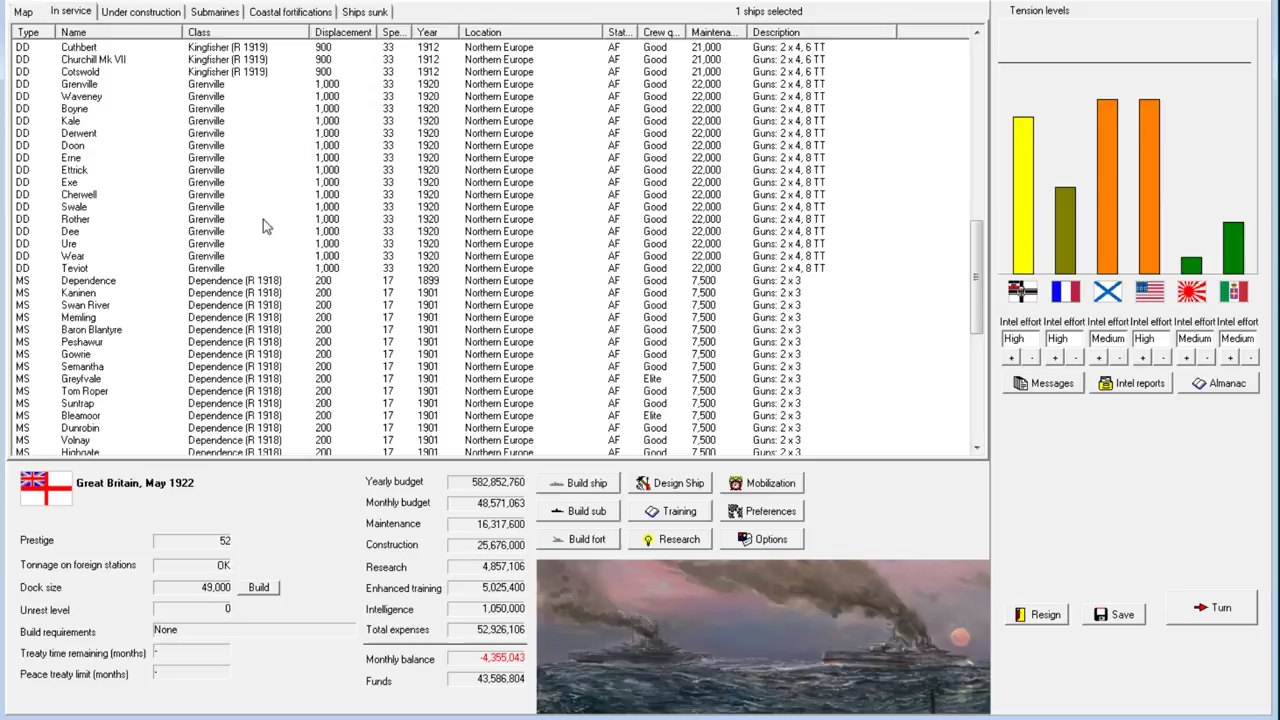 Map In service Under construction Submarines Coastal fortifications Ships sunk 1 ships selected Tension levels
Type Name Class Displacement Spe... Year Location Stat... Crew q... Maintena... Description
DD Cuthbert Kingfisher (R 1919) 900 33 1912 Northern Europe AF Good 21,000 Guns: 2 x 4, 6 TT
DD Churchill Mk VII Kingfisher (R 1919) 900 33 1912 Northern Europe AF Good 21,000 Guns: 2 x 4, 6 TT
DD Cotswold Kingfisher (R 1919) 900 33 1912 Northern Europe AF Good 21,000 Guns: 2 x 4, 6 TT
DD Grenville Grenville 1,000 33 1920 Northern Europe AF Good 22,000 Guns: 2 x 4, 8 TT
DD Waveney Grenville 1,000 33 1920 Northern Europe AF Good 22,000 Guns: 2 x 4, 8 TT
DD Boyne Grenville 1,000 33 1920 Northern Europe AF Good 22,000 Guns: 2 x 4, 8 TT
DD Kale Grenville 1,000 33 1920 Northern Europe AF Good 22,000 Guns: 2 x 4, 8 TT
DD Derwent Grenville 1,000 33 1920 Northern Europe AF Good 22,000 Guns: 2 x 4, 8 TT
DD Doon Grenville 1,000 33 1920 Northern Europe AF Good 22,000 Guns: 2 x 4, 8 TT
DD Erne Grenville 1,000 33 1920 Northern Europe AF Good 22,000 Guns: 2 x 4, 8 TT
DD Ettrick Grenville 1,000 33 1920 Northern Europe AF Good 22,000 Guns: 2 x 4, 8 TT
DD Exe Grenville 1,000 33 1920 Northern Europe AF Good 22,000 Guns: 2 x 4, 8 TT
DD Cherwell Grenville 1,000 33 1920 Northern Europe AF Good 22,000 Guns: 2 x 4, 8 TT
DD Swale Grenville 1,000 33 1920 Northern Europe AF Good 22,000 Guns: 2 x 4, 8 TT
DD Rother Grenville 1,000 33 1920 Northern Europe AF Good 22,000 Guns: 2 x 4, 8 TT
DD Dee Grenville 1,000 33 1920 Northern Europe AF Good 22,000 Guns: 2 x 4, 8 TT
DD Ure Grenville 1,000 33 1920 Northern Europe AF Good 22,000 Guns: 2 x 4, 8 TT
DD Wear Grenville 1,000 33 1920 Northern Europe AF Good 22,000 Guns: 2 x 4, 8 TT
DD Teviot Grenville 1,000 33 1920 Northern Europe AF Good 22,000 Guns: 2 x 4, 8 TT
MS Dependence Dependence (R 1918) 200 17 1899 Northern Europe AF Good 7,500 Guns: 2 x 3
MS Kaninen Dependence (R 1918) 200 17 1901 Northern Europe AF Good 7,500 Guns: 2 x 3
MS Swan River Dependence (R 1918) 200 17 1901 Northern Europe AF Good 7,500 Guns: 2 x 3
MS Memling Dependence (R 1918) 200 17 1901 Northern Europe AF Good 7,500 Guns: 2 x 3
MS Baron Blantyre Dependence (R 1918) 200 17 1901 Northern Europe AF Good 7,500 Guns: 2 x 3
MS Peshawur Dependence (R 1918) 200 17 1901 Northern Europe AF Good 7,500 Guns: 2 x 3
MS Gowrie Dependence (R 1918) 200 17 1901 Northern Europe AF Good 7,500 Guns: 2 x 3
MS Semantha Dependence (R 1918) 200 17 1901 Northern Europe AF Good 7,500 Guns: 2 x 3
MS Greyfvale Dependence (R 1918) 200 17 1901 Northern Europe AF Elite 7,500 Guns: 2 x 3
MS Tom Roper Dependence (R 1918) 200 17 1901 Northern Europe AF Good 7,500 Guns: 2 x 3
MS Suntrap Dependence (R 1918) 200 17 1901 Northern Europe AF Good 7,500 Guns: 2 x 3
MS Bleamoor Dependence (R 1918) 200 17 1901 Northern Europe AF Elite 7,500 Guns: 2 x 3
MS Dunrobin Dependence (R 1918) 200 17 1901 Northern Europe AF Good 7,500 Guns: 2 x 3
MS Volnay Dependence (R 1918) 200 17 1901 Northern Europe AF Good 7,500 Guns: 2 x 3
MS Highgate Dependence (R 1918) 200 17 1901 Northern Europe AF Good 7,500 Guns: 2 x 3
Intel effort Intel effort Intel effort Intel effort Intel effort Intel effort
High High Medium High Medium Medium
+ - + - + - + - + - + -
Messages Intel reports Almanac
Great Britain, May 1922
Prestige 52
Tonnage on foreign stations OK
Dock size 49,000 Build
Unrest level 0
Build requirements None
Treaty time remaining (months) -
Peace treaty limit (months) -
Yearly budget 582,852,760
Monthly budget 48,571,063
Maintenance 16,317,600
Construction 25,676,000
Research 4,857,106
Enhanced training 5,025,400
Intelligence 1,050,000
Total expenses 52,926,106
Monthly balance -4,355,043
Funds 43,586,804
Build ship Design Ship Mobilization
Build sub Training Preferences
Build fort Research Options
Resign Save Turn